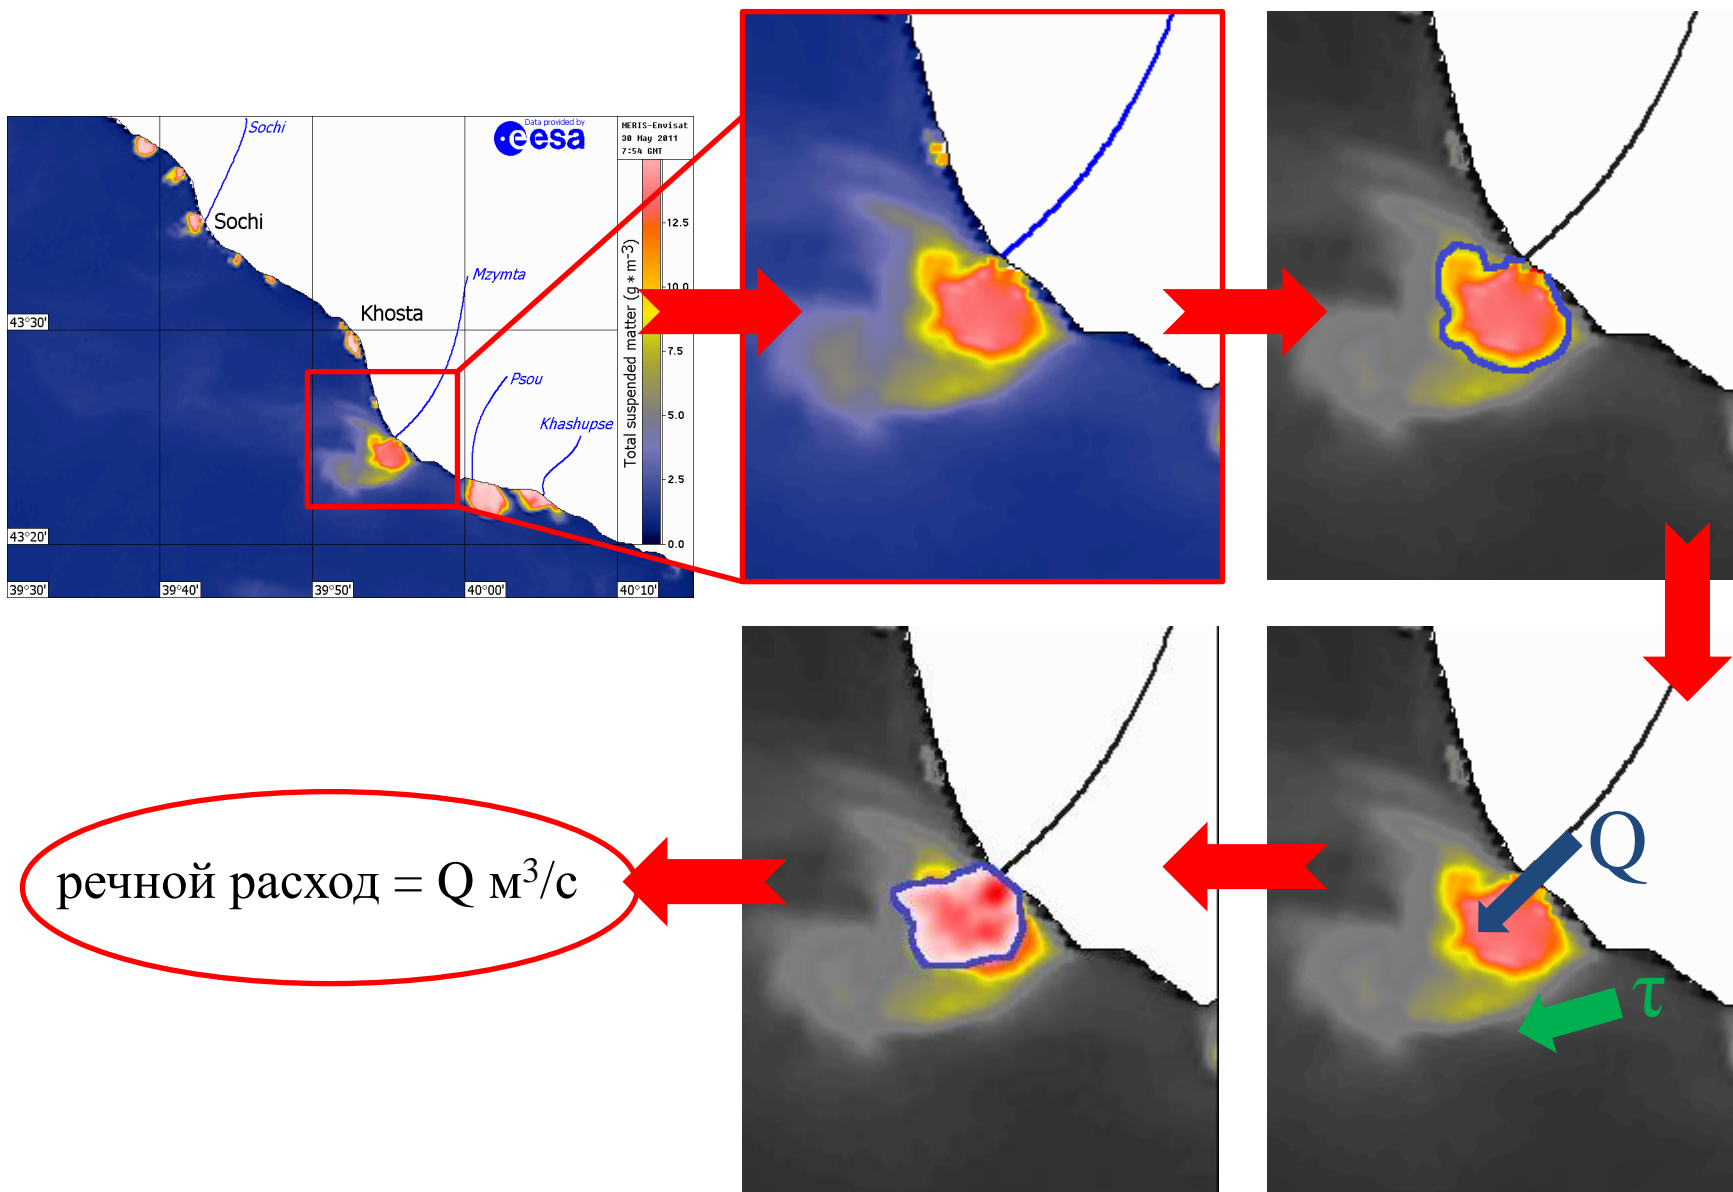 Data provided by
esa
MERIS-Envisat
30 May 2011
7:54 GMT
Sochi
Sochi
12.5
Mzymta
10.0
Khosta
43°30'
7.5
Psou
Total suspended matter (g * m-3)
5.0
Khashupse
2.5
43°20'
0.0
39°30'
39°40'
39°50'
40°00'
40°10'
Q
τ
речной расход = Q м³/с